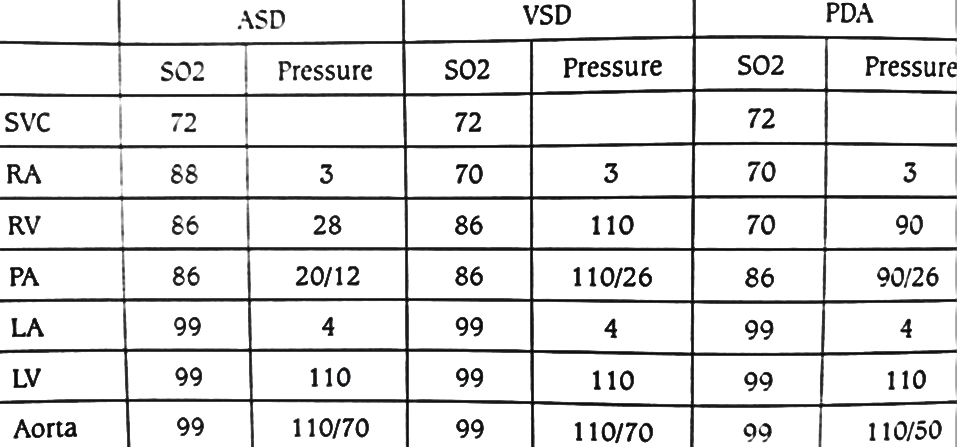 ASD VSD PDA
SO2 Pressure SO2 Pressure SO2 Pressure
SVC 72 72 72
RA 88 3 70 3 70 3
RV 86 28 86 110 70 90
PA 86 20/12 86 110/26 86 90/26
LA 99 4 99 4 99 4
LV 99 110 99 110 99 110
Aorta 99 110/70 99 110/70 99 110/50